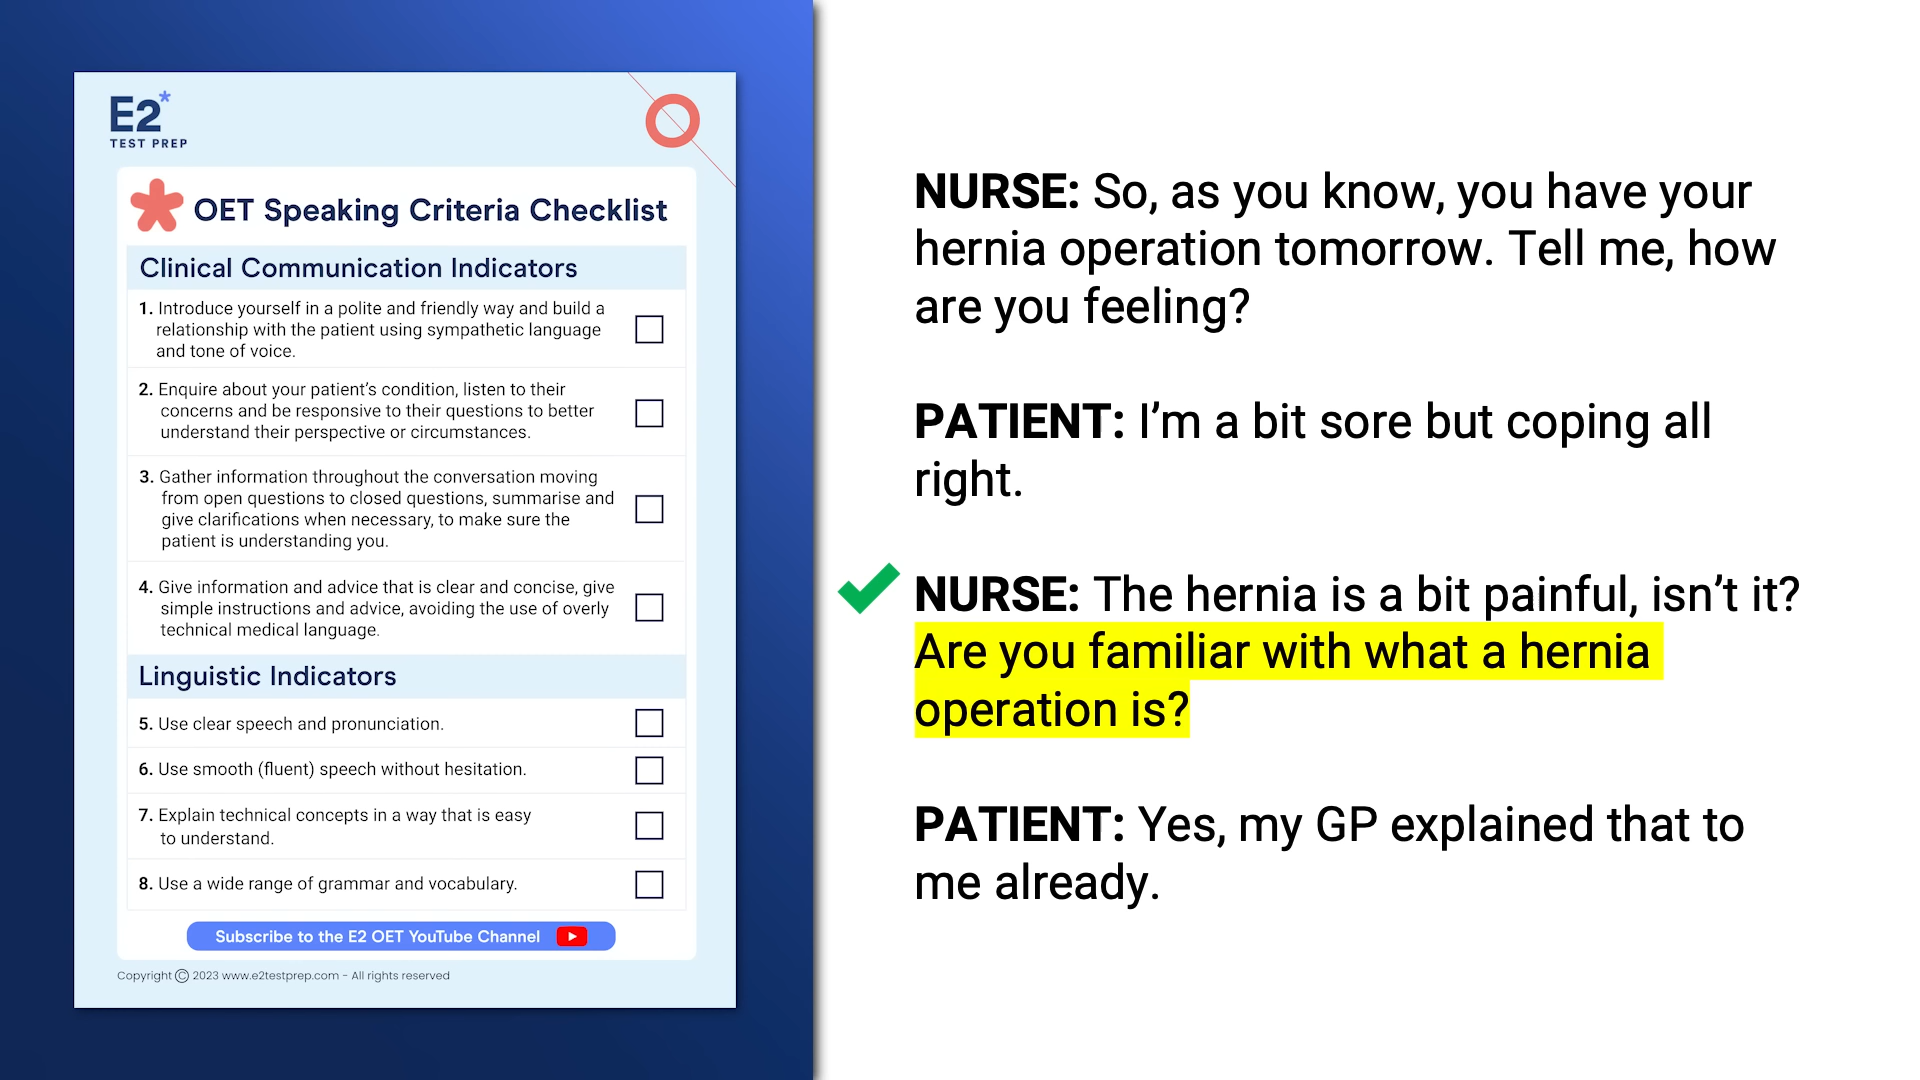 E2*
TEST PREP
OET Speaking Criteria Checklist
Clinical Communication Indicators
1. Introduce yourself in a polite and friendly way and build a
relationship with the patient using sympathetic language
and tone of voice.
2. Enquire about your patient's condition, listen to their
concerns and be responsive to their questions to better
understand their perspective or circumstances.
3. Gather information throughout the conversation moving
from open questions to closed questions, summarise and
give clarifications when necessary, to make sure the
patient is understanding you.
4. Give information and advice that is clear and concise, give
simple instructions and advice, avoiding the use of overly
technical medical language.
Linguistic Indicators
5. Use clear speech and pronunciation.
6. Use smooth (fluent) speech without hesitation.
7. Explain technical concepts in a way that is easy
to understand.
8. Use a wide range of grammar and vocabulary.
Subscribe to the E2 OET YouTube Channel
Copyright © 2023 www.e2testprep.com - All rights reserved
NURSE: So, as you know, you have your
hernia operation tomorrow. Tell me, how
are you feeling?
PATIENT: I’m a bit sore but coping all
right.
NURSE: The hernia is a bit painful, isn’t it?
Are you familiar with what a hernia
operation is?
PATIENT: Yes, my GP explained that to
me already.